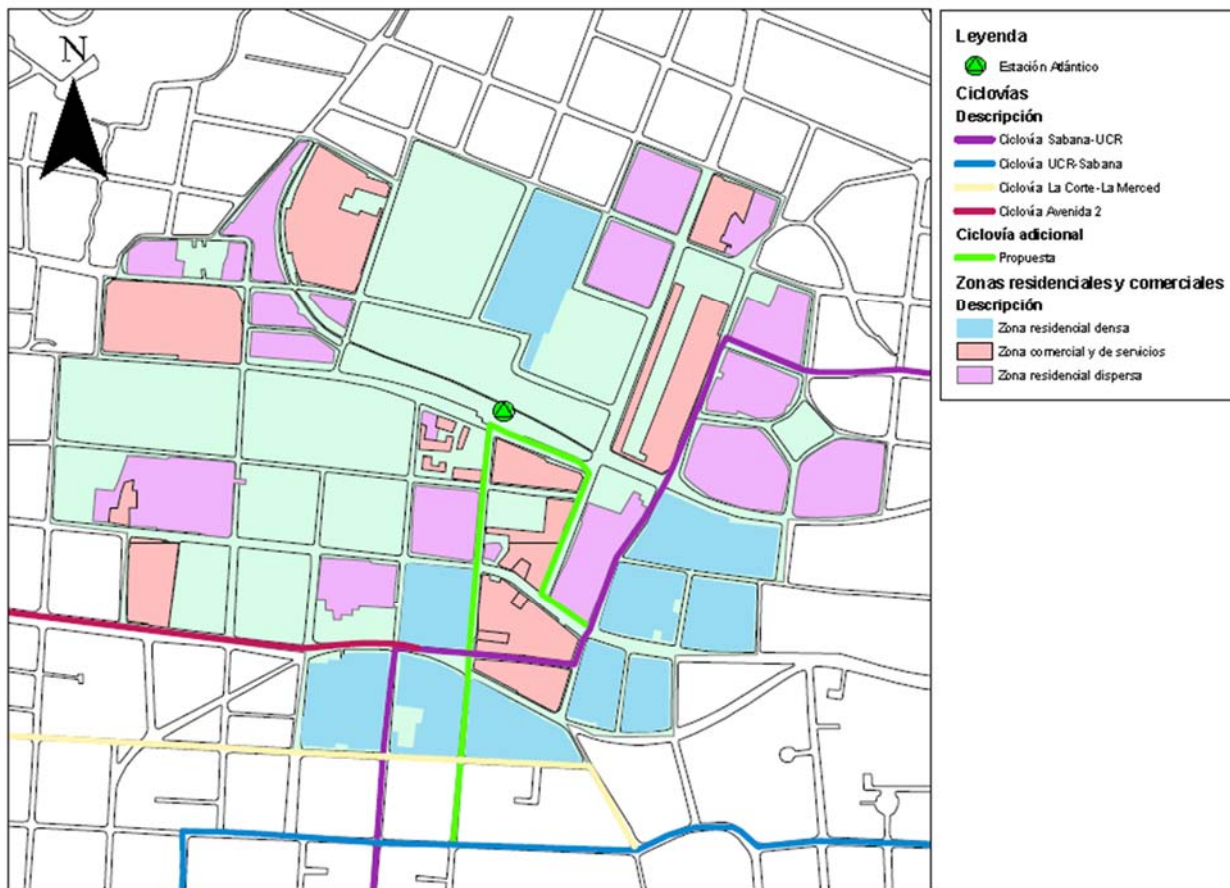 N
Leyenda
Estación Atlántico
Ciclovías
Descripción
Ciclovía Sabana-UCR
Ciclovía UCR-Sabana
Ciclovía La Corte-La Merced
Ciclovía Avenida 2
Ciclovía adicional
Propuesta
Zonas residenciales y comerciales
Descripción
Zona residencial densa
Zona comercial y de servicios
Zona residencial dispersa